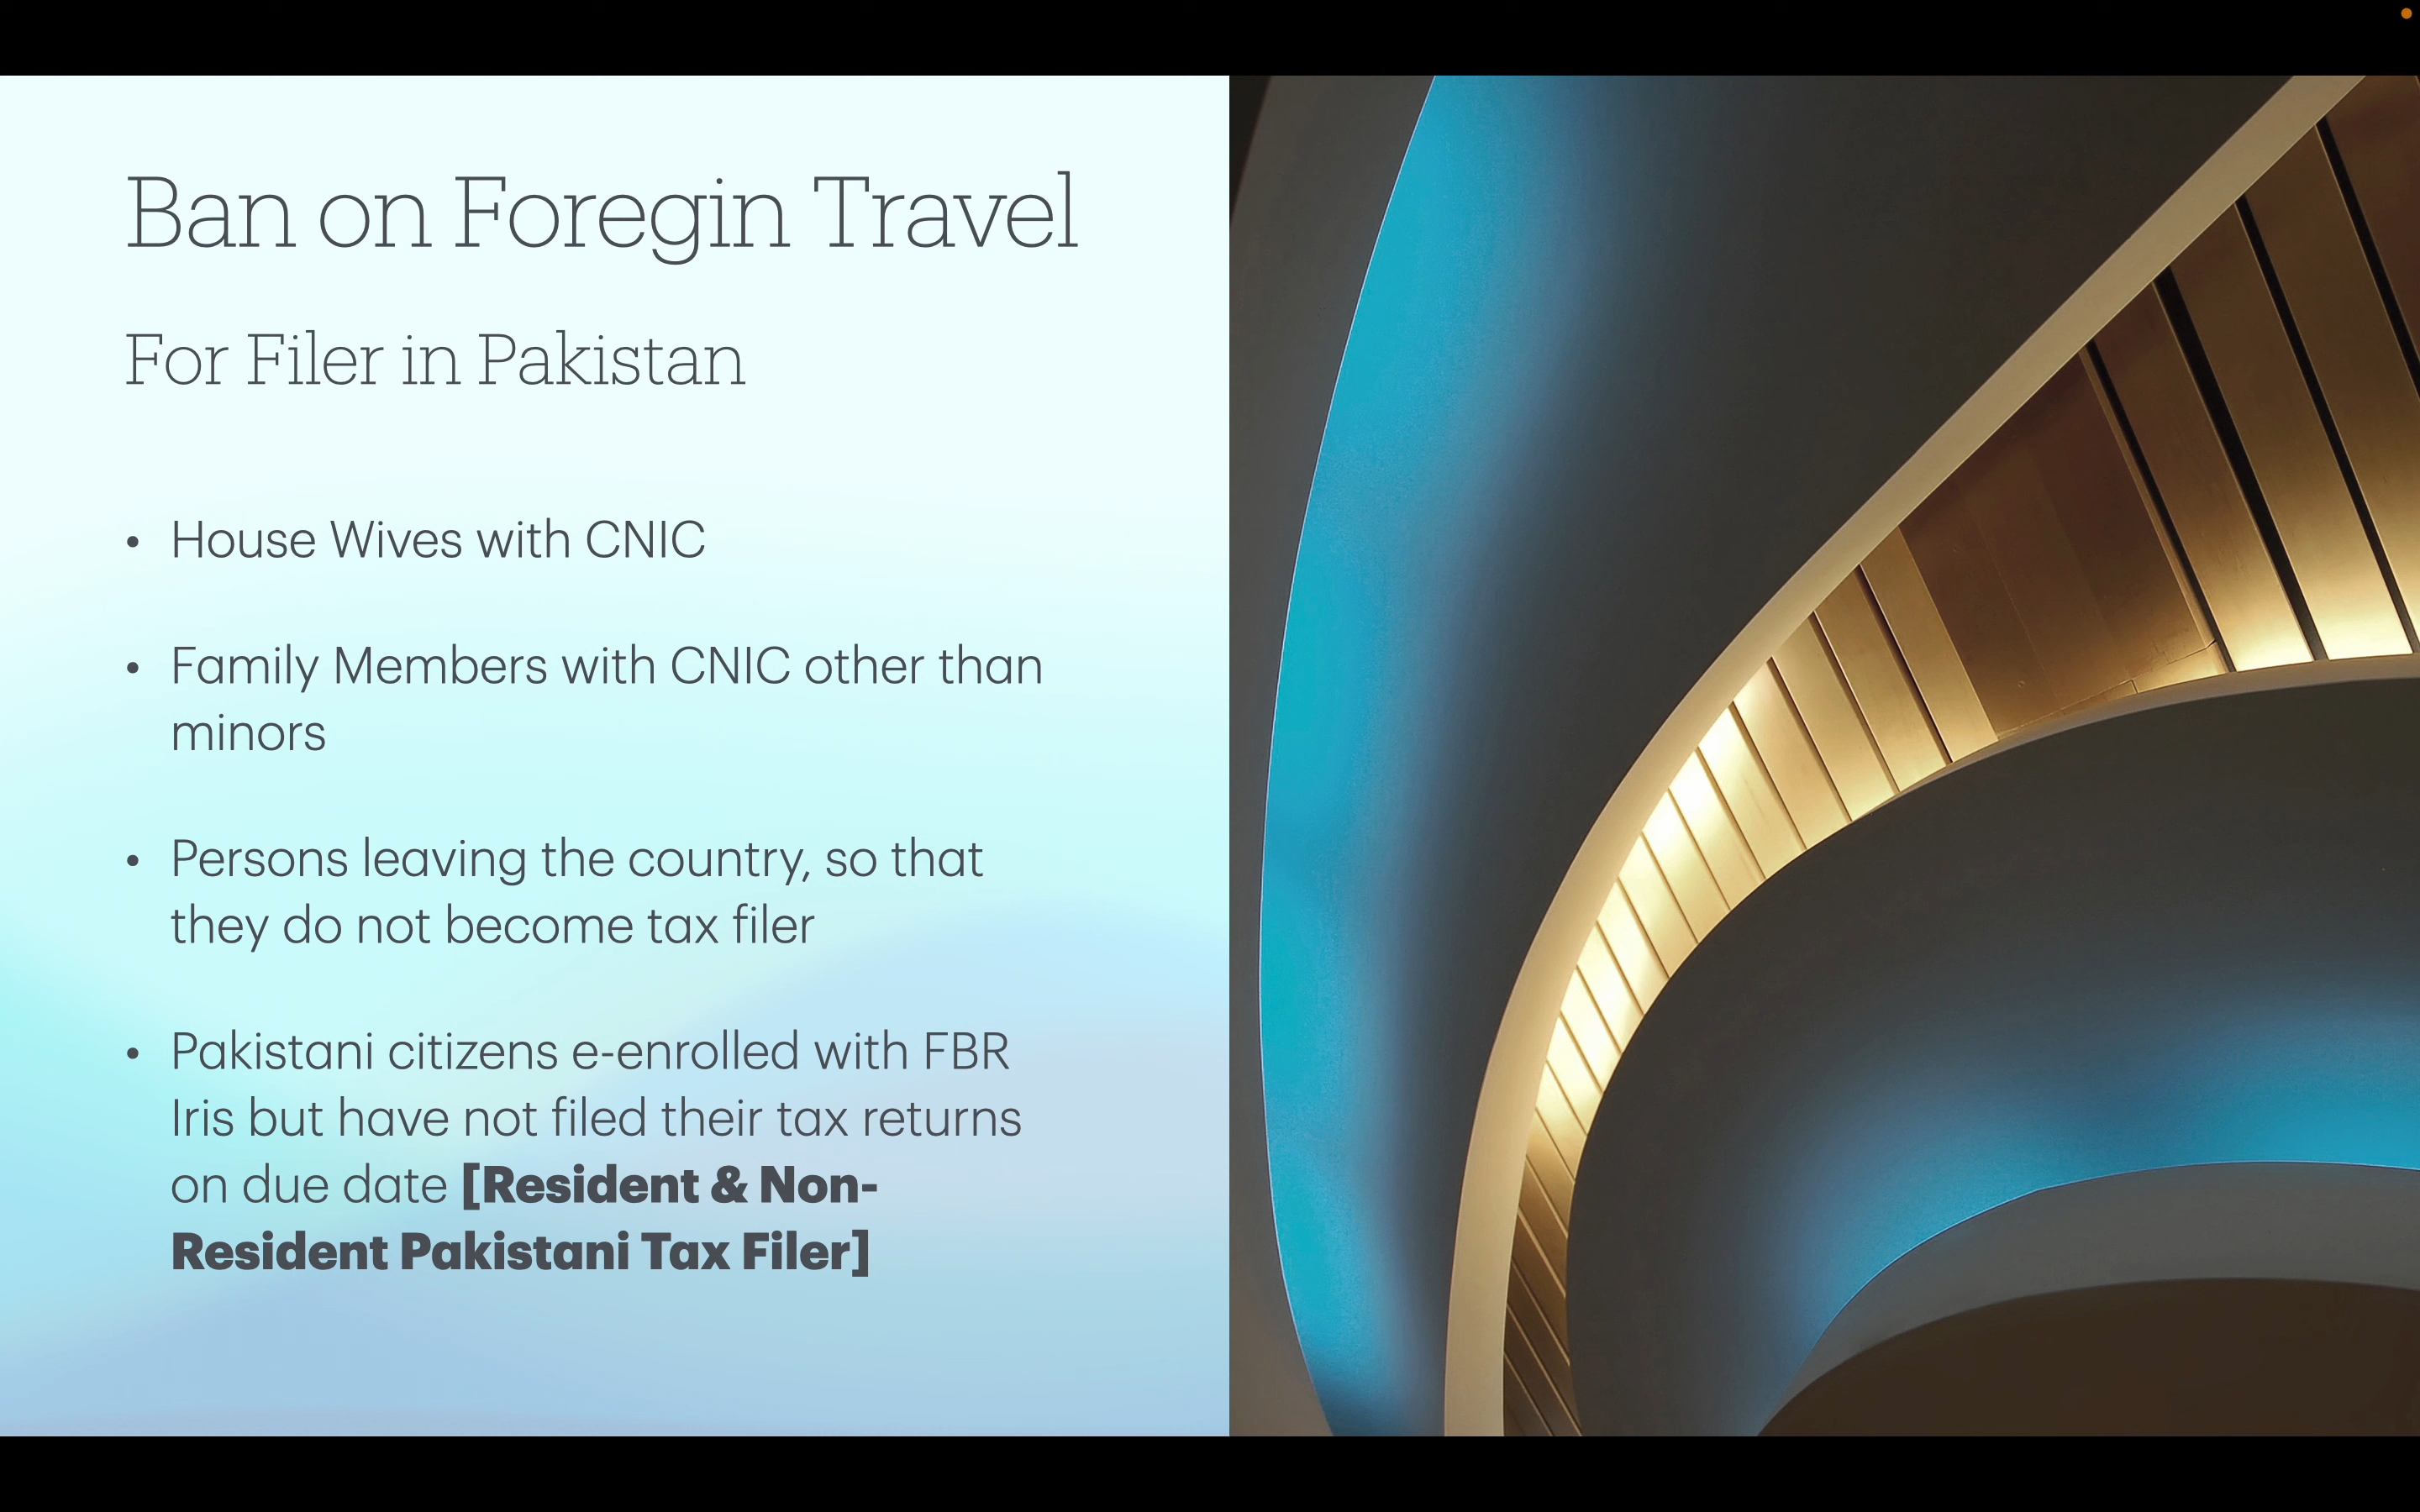 Ban on Foregin Travel
For Filer in Pakistan
• House Wives with CNIC
• Family Members with CNIC other than
minors
• Persons leaving the country, so that
they do not become tax filer
• Pakistani citizens e-enrolled with FBR
Iris but have not filed their tax returns
on due date [Resident & Non-
Resident Pakistani Tax Filer]